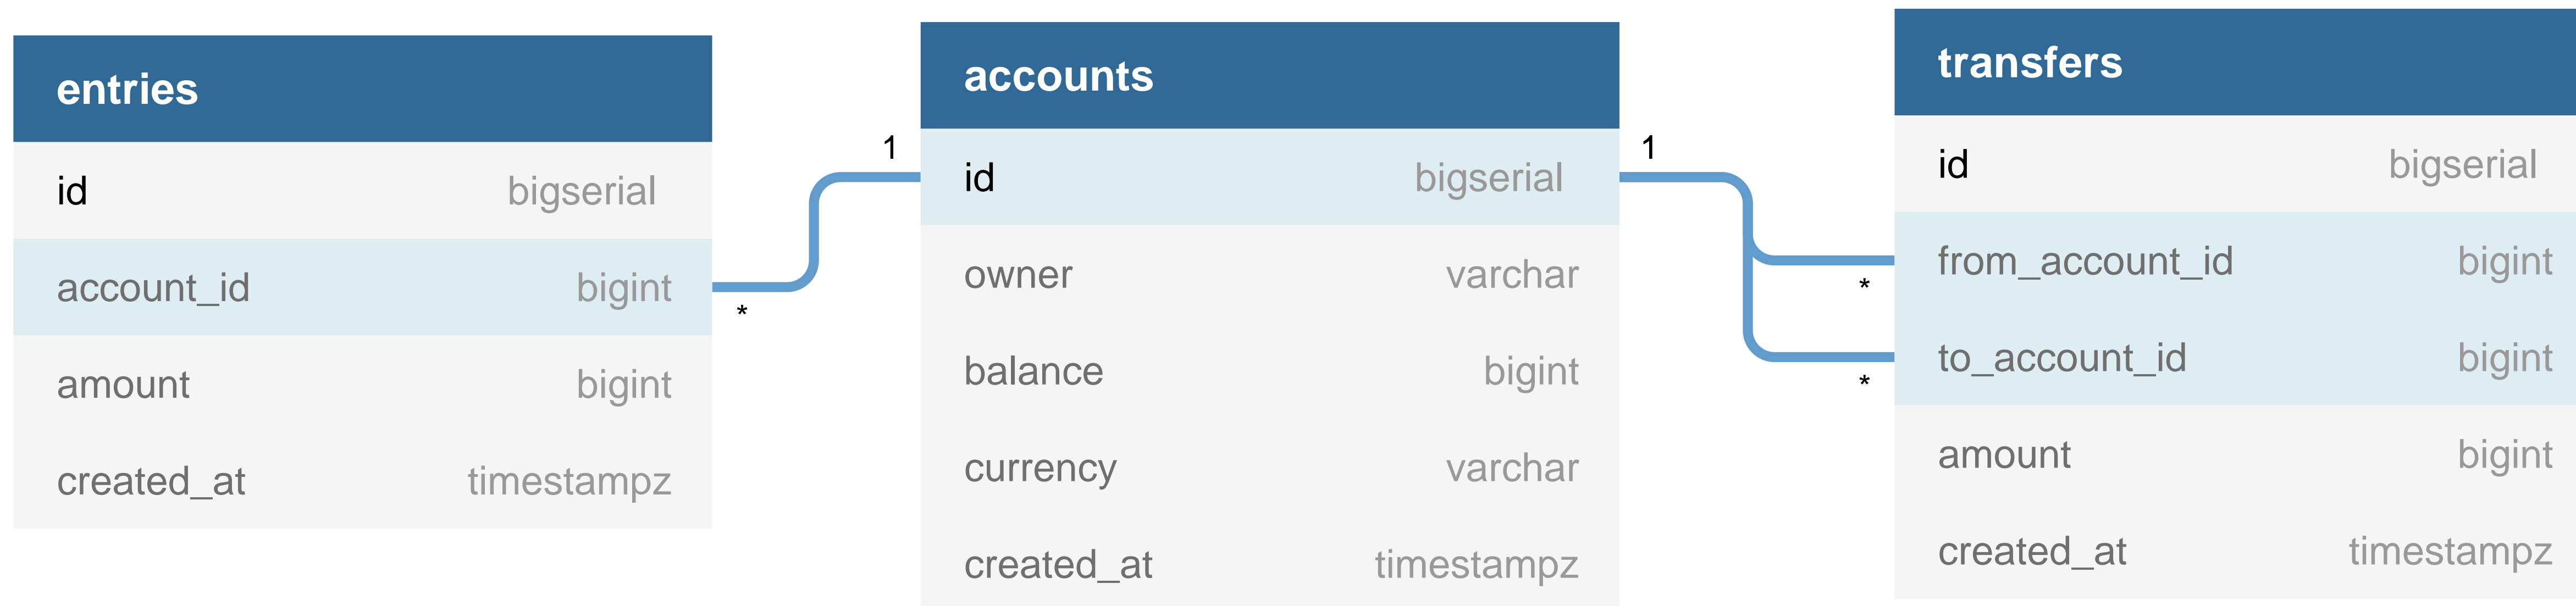 entries
id bigserial
account_id bigint
amount bigint
created_at timestampz
1
*
accounts
id bigserial
owner varchar
balance bigint
currency varchar
created_at timestampz
1
*
*
transfers
id bigserial
from_account_id bigint
to_account_id bigint
amount bigint
created_at timestampz